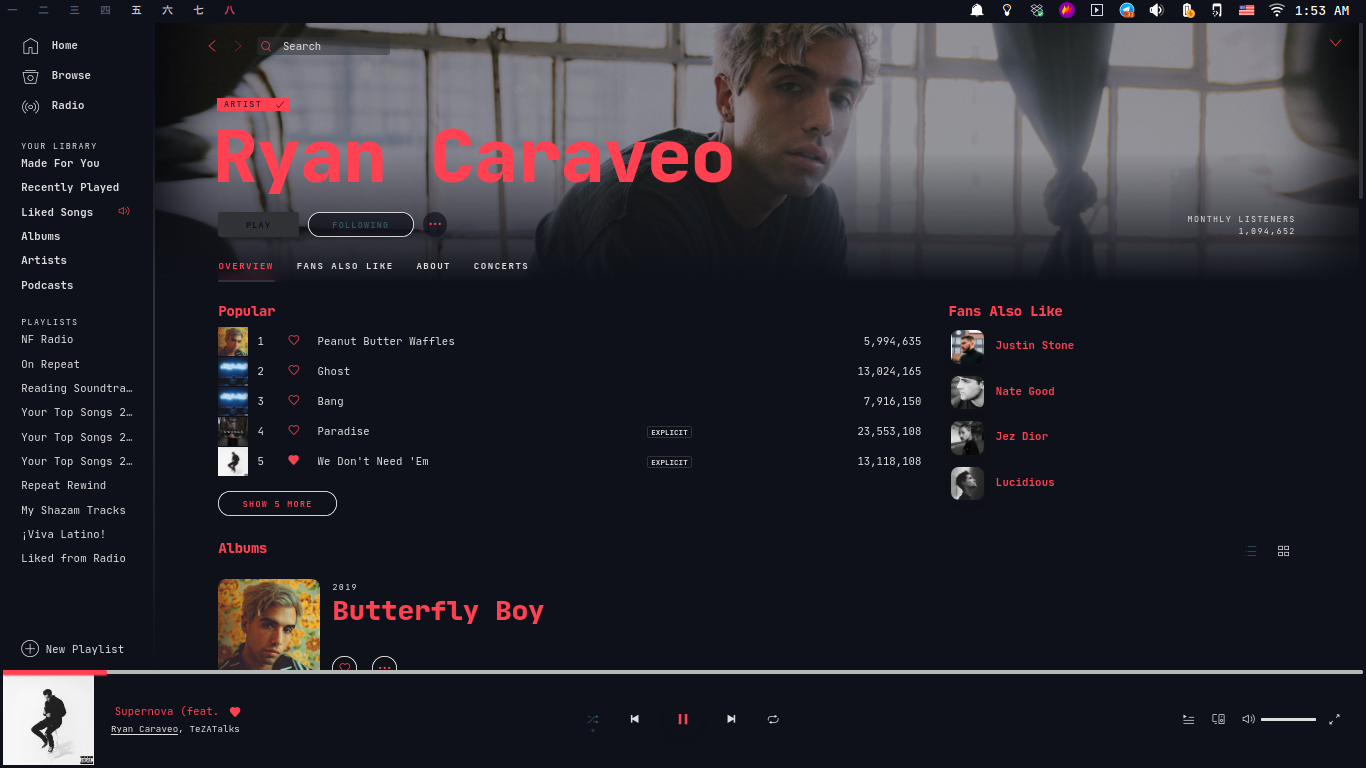 一 二 三 四 五 六 七 八
1:53 AM
Home
Browse
Radio
YOUR LIBRARY
Made For You
Recently Played
Liked Songs
Albums
Artists
Podcasts
PLAYLISTS
NF Radio
On Repeat
Reading Soundtra…
Your Top Songs 2…
Your Top Songs 2…
Your Top Songs 2…
Repeat Rewind
My Shazam Tracks
¡Viva Latino!
Liked from Radio
New Playlist
Search
ARTIST
Ryan Caraveo
PLAY
FOLLOWING
MONTHLY LISTENERS
1,094,652
OVERVIEW
FANS ALSO LIKE
ABOUT
CONCERTS
Popular
1 Peanut Butter Waffles 5,994,635
2 Ghost 13,024,165
3 Bang 7,916,150
4 Paradise EXPLICIT 23,553,108
5 We Don't Need 'Em EXPLICIT 13,118,108
SHOW 5 MORE
Fans Also Like
Justin Stone
Nate Good
Jez Dior
Lucidious
Albums
2019
Butterfly Boy
Supernova (feat.
Ryan Caraveo, TeZATalks